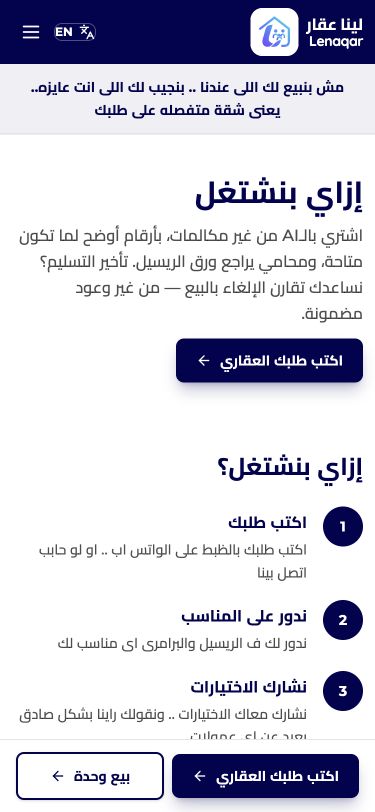 لينا عقار
Lenaqar
EN
مش بنبيع لك اللى عندنا .. بنجيب لك اللى انت عايزه..
يعنى شقة متفصله على طلبك
إزاي بنشتغل
اشتري بالـAI من غير مكالمات، بأرقام أوضح لما تكون
متاحة، ومحامي يراجع ورق الريسيل. تأخير التسليم؟
نساعدك تقارن الإلغاء بالبيع — من غير وعود
مضمونة.
اكتب طلبك العقاري
إزاي بنشتغل؟
1
اكتب طلبك
اكتب طلبك بالظبط على الواتس اب .. او لو حابب
اتصل بينا
2
ندور على المناسب
ندور لك ف الريسيل والبرامرى اى مناسب لك
3
نشارك الاختيارات
نشارك معاك الاختيارات .. ونقولك راينا بشكل صادق
بعيد عن اى عمولات
اكتب طلبك العقاري
بيع وحدة